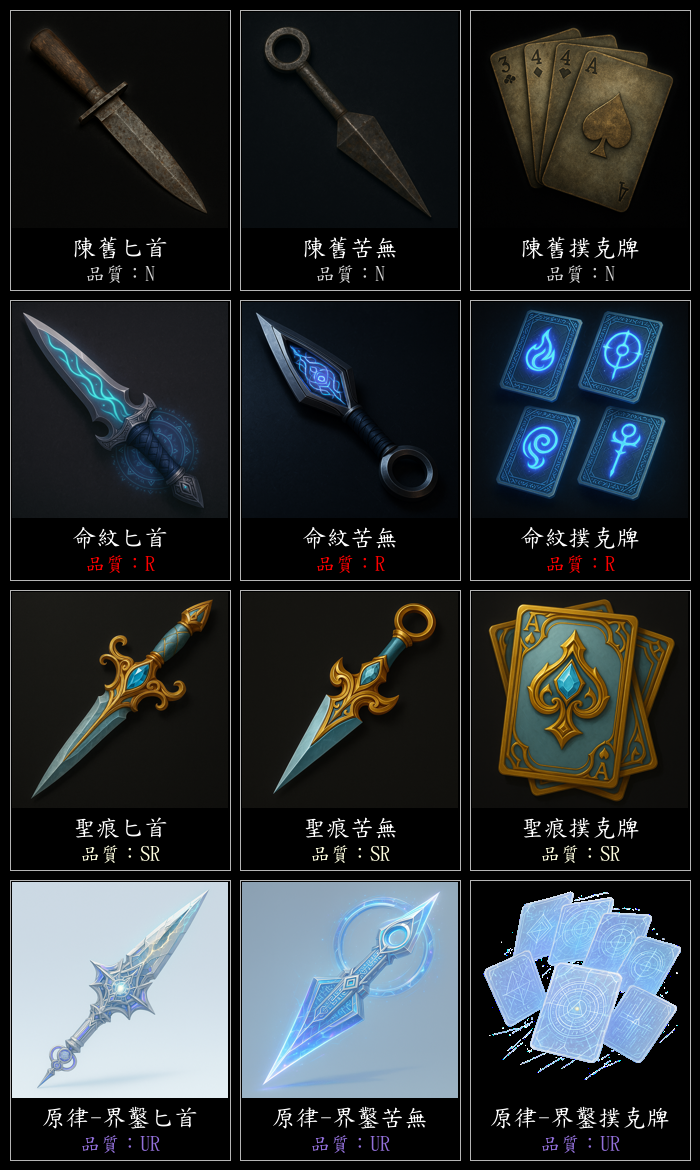 3
4
4
A
A
陳舊匕首
品質：N
陳舊苦無
品質：N
陳舊撲克牌
品質：N
命紋匕首
品質：R
命紋苦無
品質：R
命紋撲克牌
品質：R
A
A
聖痕匕首
品質：SR
聖痕苦無
品質：SR
聖痕撲克牌
品質：SR
原律-界鑿匕首
品質：UR
原律-界鑿苦無
品質：UR
原律-界鑿撲克牌
品質：UR